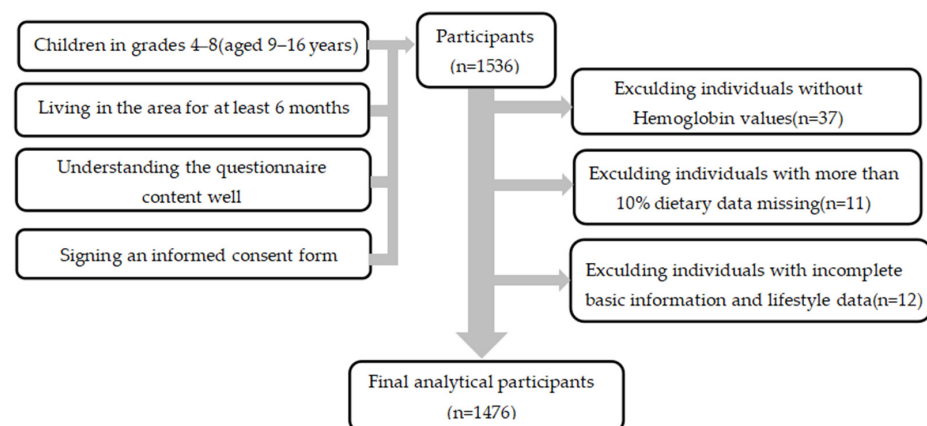 Children in grades 4–8(aged 9–16 years)
Living in the area for at least 6 months
Understanding the questionnaire
content well
Signing an informed consent form
Participants
(n=1536)
Exculding individuals without
Hemoglobin values(n=37)
Exculding individuals with more than
10% dietary data missing(n=11)
Exculding individuals with incomplete
basic information and lifestyle data(n=12)
Final analytical participants
(n=1476)